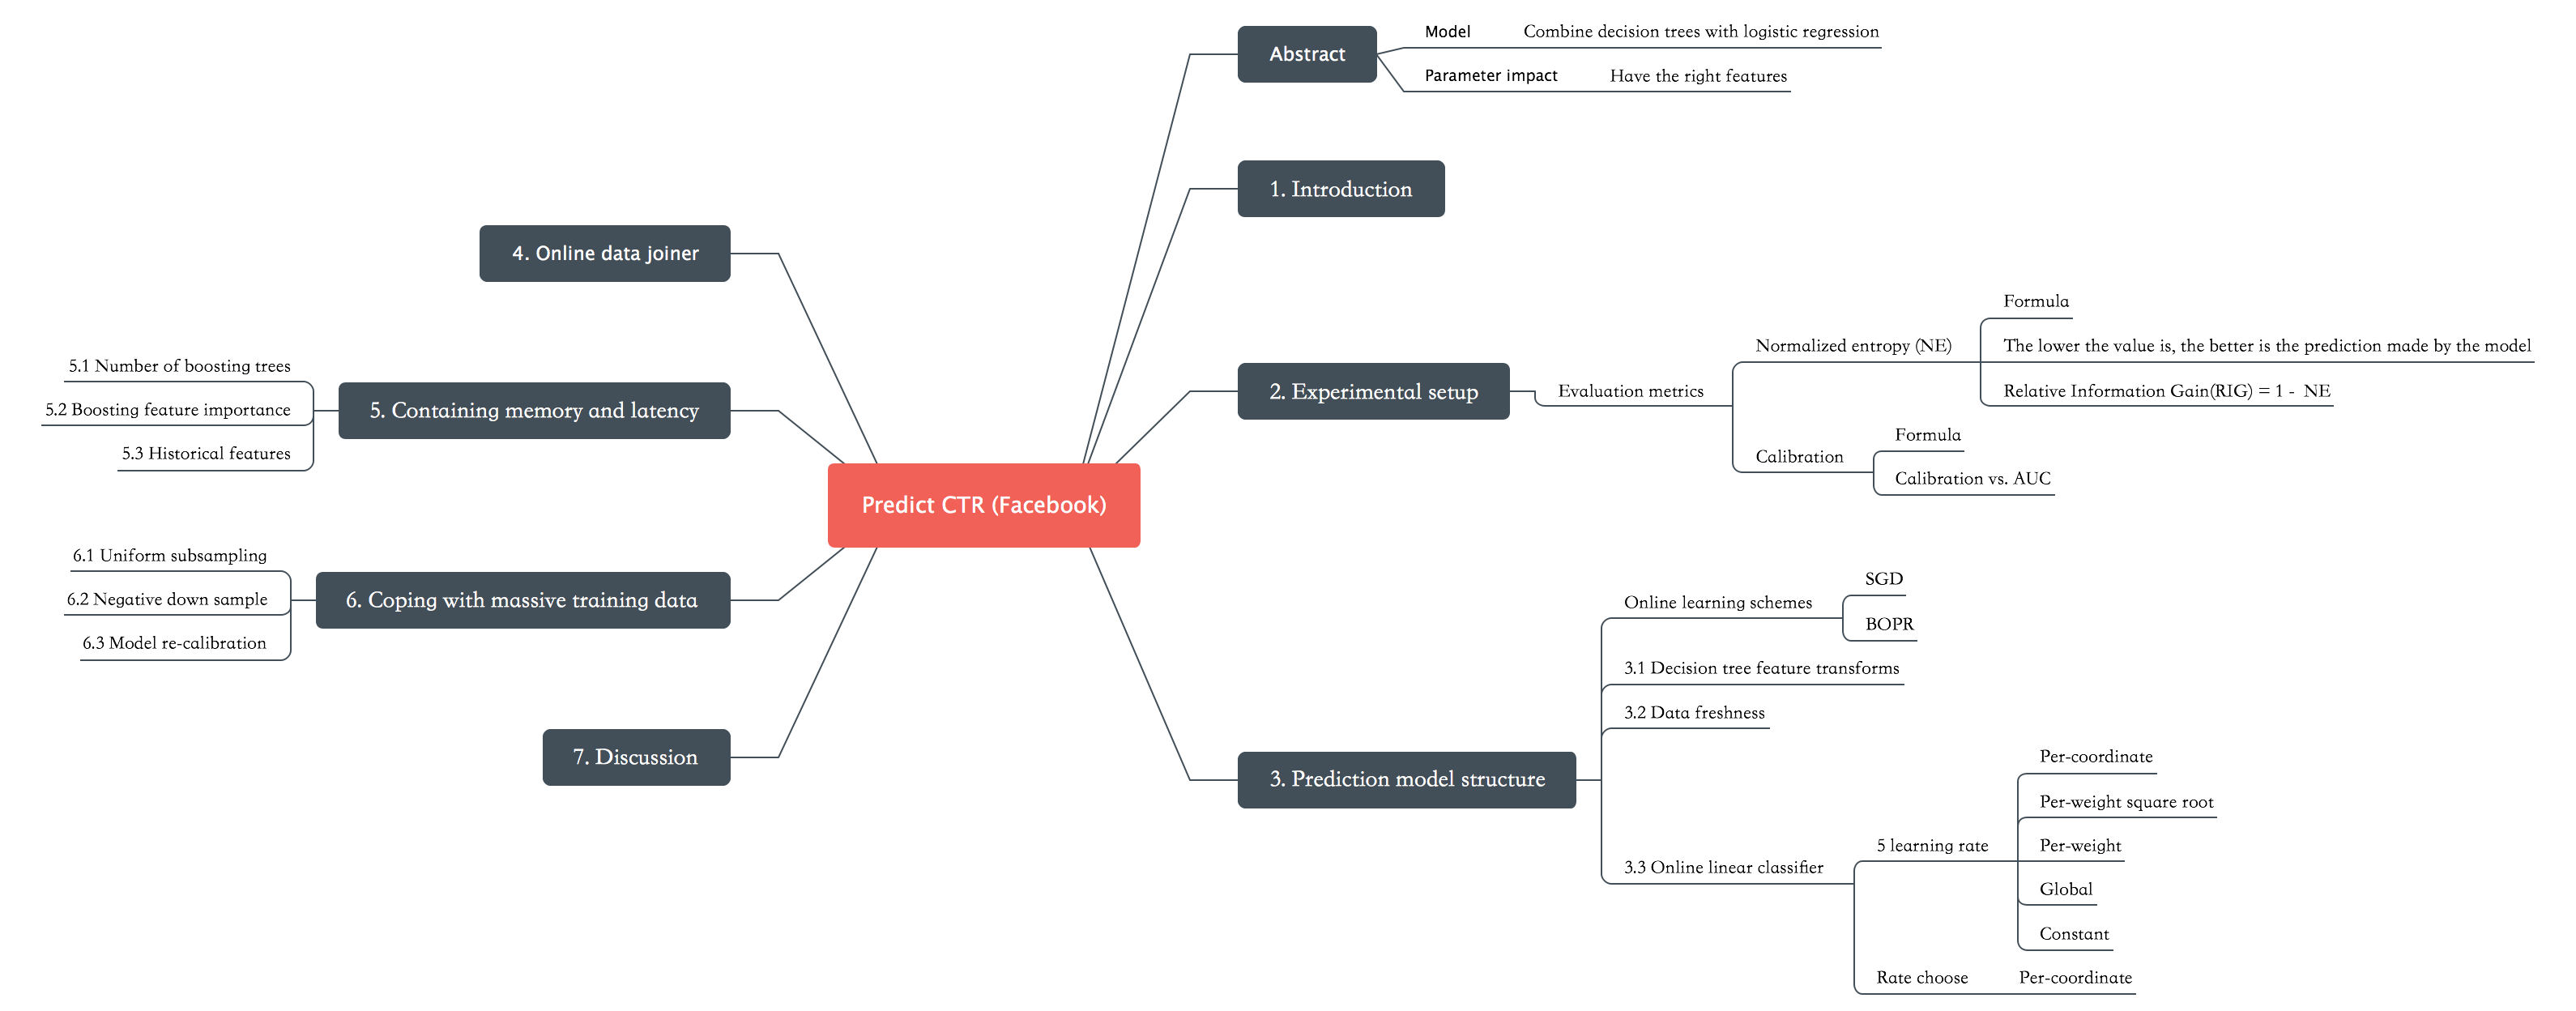 Predict CTR (Facebook)
Abstract
Model
Combine decision trees with logistic regression
Parameter impact
Have the right features
1. Introduction
2. Experimental setup
Evaluation metrics
Normalized entropy (NE)
Formula
The lower the value is, the better is the prediction made by the model
Relative Information Gain(RIG) = 1 -  NE
Calibration
Formula
Calibration vs. AUC
3. Prediction model structure
Online learning schemes
SGD
BOPR
3.1 Decision tree feature transforms
3.2 Data freshness
3.3 Online linear classifier
5 learning rate
Per-coordinate
Per-weight square root
Per-weight
Global
Constant
Rate choose
Per-coordinate
4. Online data joiner
5. Containing memory and latency
5.1 Number of boosting trees
5.2 Boosting feature importance
5.3 Historical features
6. Coping with massive training data
6.1 Uniform subsampling
6.2 Negative down sample
6.3 Model re-calibration
7. Discussion